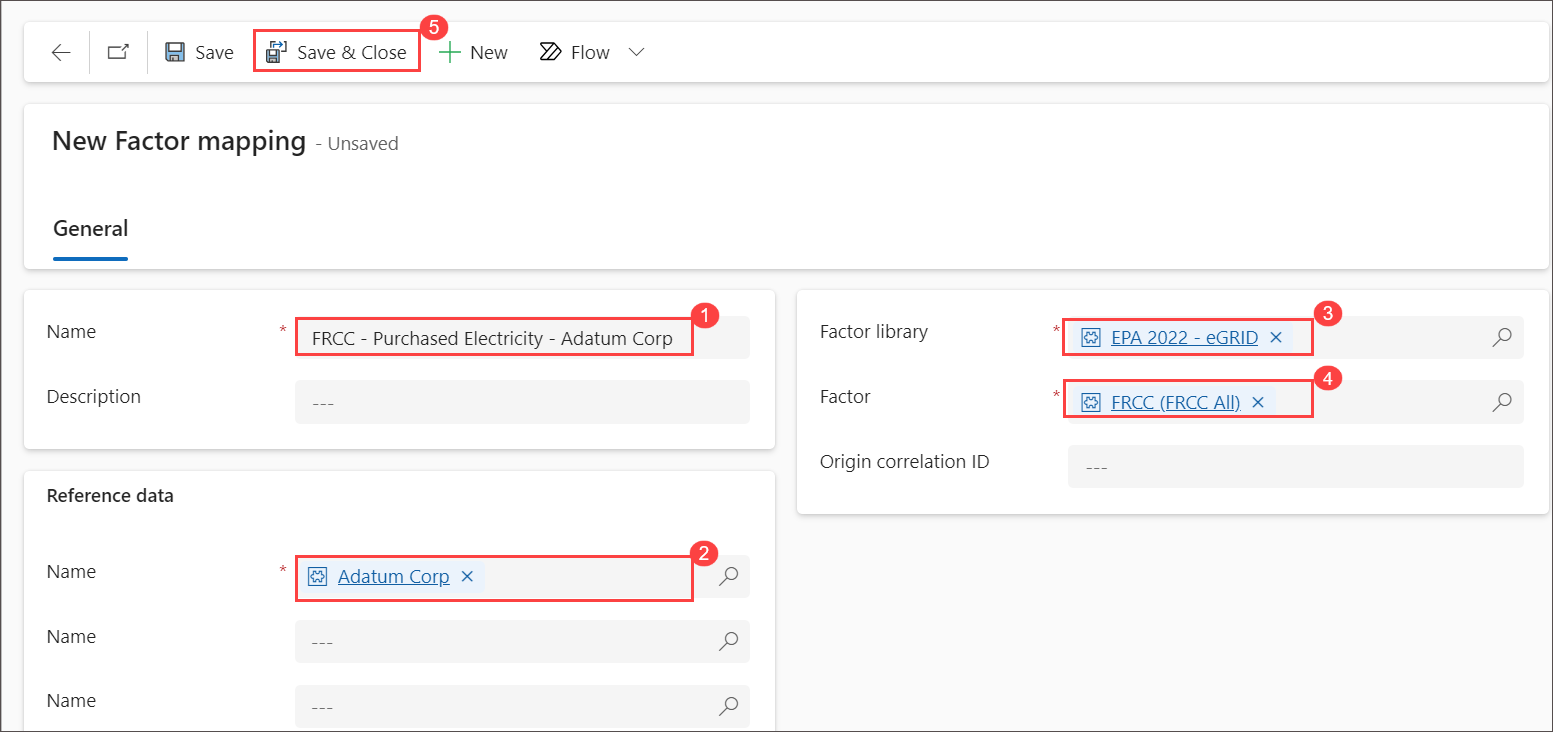 5
Save
Save & Close
New
Flow
New Factor mapping - Unsaved
General
1
Name * FRCC - Purchased Electricity - Adatum Corp
Description ---
Reference data
2
Name * Adatum Corp
Name ---
Name ---
3
Factor library * EPA 2022 - eGRID
4
Factor * FRCC (FRCC All)
Origin correlation ID ---